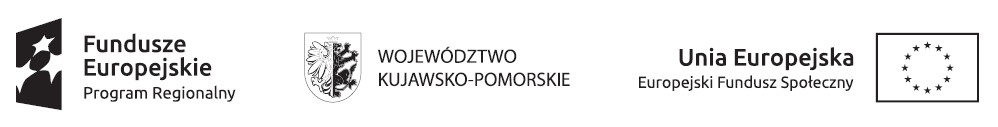 Fundusze
Europejskie
Program Regionalny
WOJEWÓDZTWO
KUJAWSKO-POMORSKIE
Unia Europejska
Europejski Fundusz Społeczny